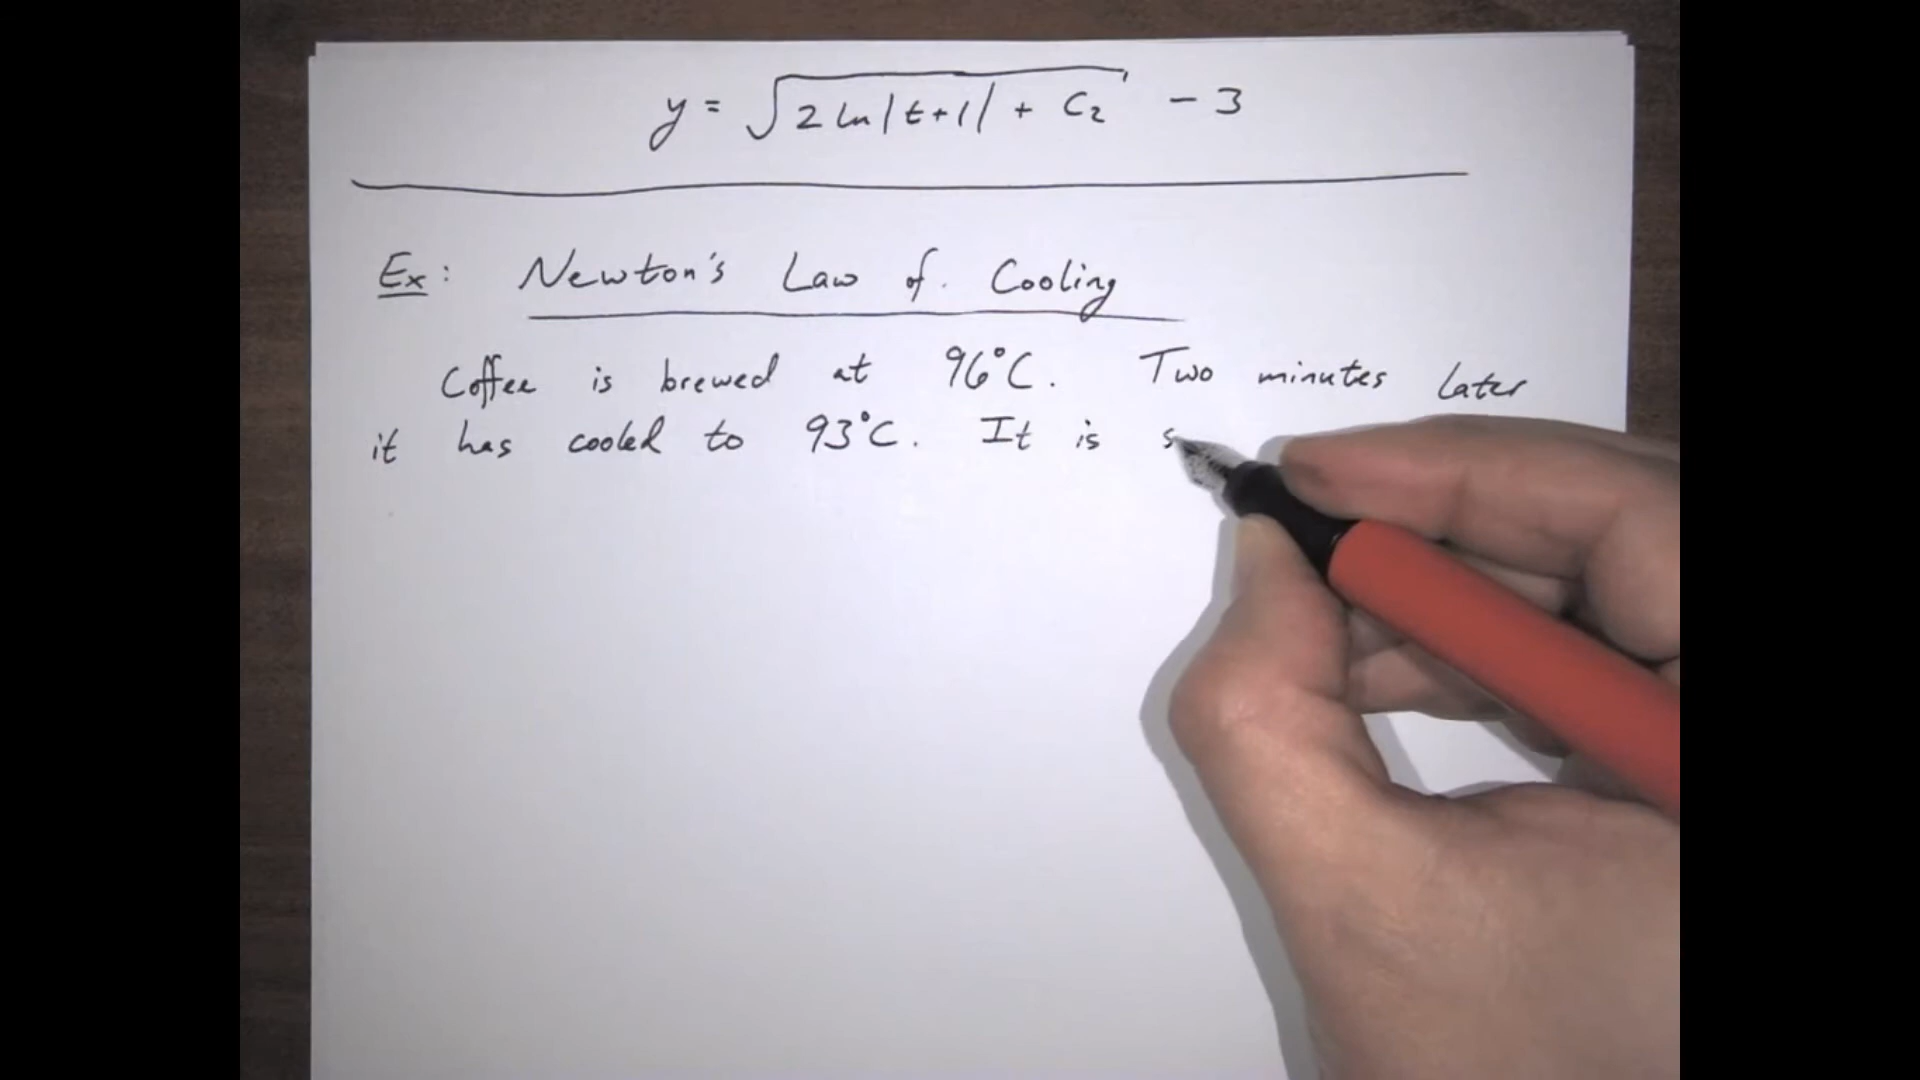 y = √(2 ln|t+1| + C₂) - 3
Ex: Newton's Law of Cooling
Coffee is brewed at 96°C. Two minutes later
it has cooled to 93°C. It is s